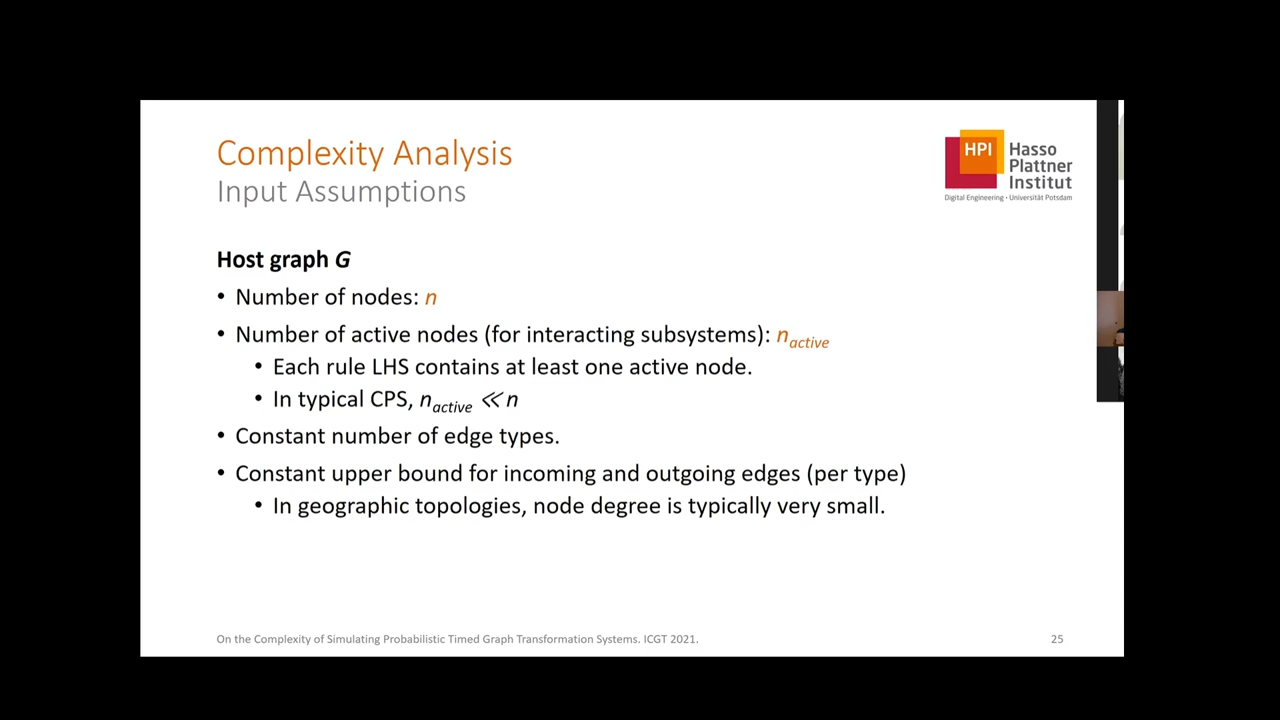 Complexity Analysis
Input Assumptions
HPI
Hasso
Plattner
Institut
Digital Engineering • Universität Potsdam
Host graph G
• Number of nodes: n
• Number of active nodes (for interacting subsystems): n_active
• Each rule LHS contains at least one active node.
• In typical CPS, n_active ≪ n
• Constant number of edge types.
• Constant upper bound for incoming and outgoing edges (per type)
• In geographic topologies, node degree is typically very small.
On the Complexity of Simulating Probabilistic Timed Graph Transformation Systems. ICGT 2021.
25